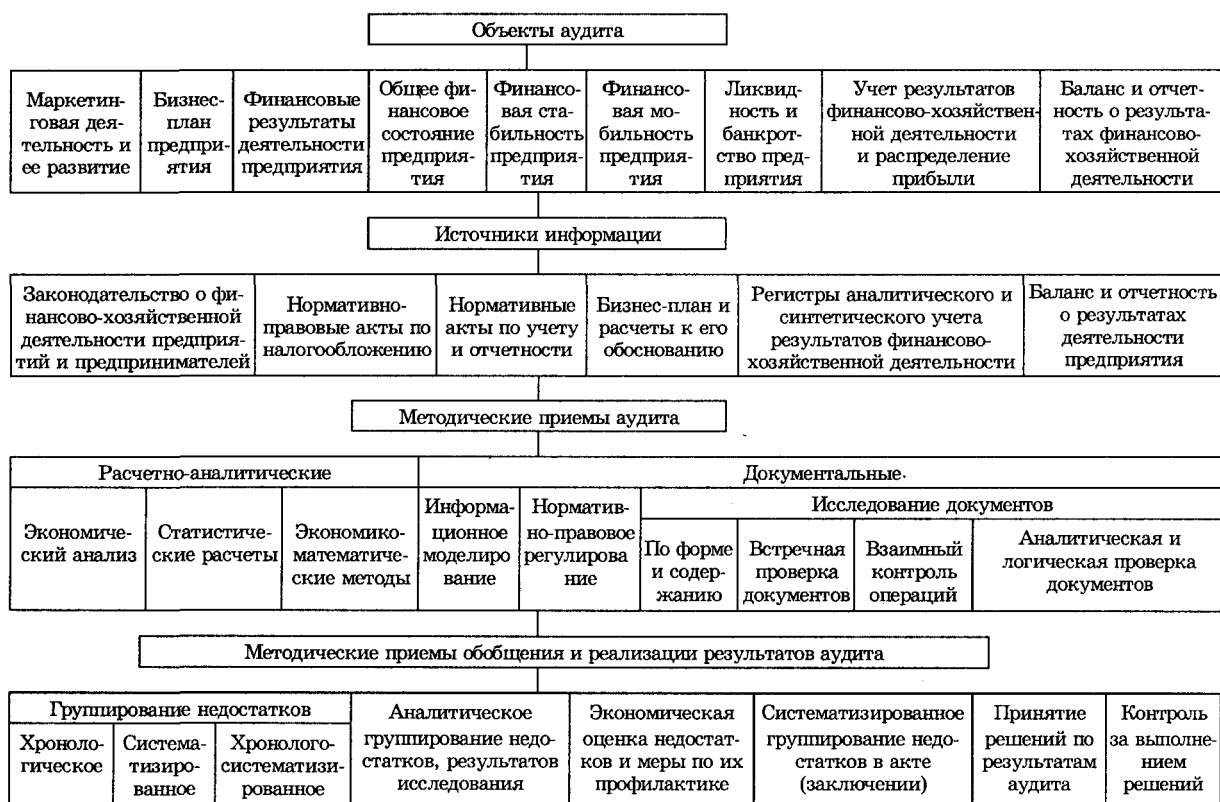 Объекты аудита
Маркетин-
говая дея-
тельность и
ее развитие
Бизнес-
план
предпри-
ятия
Финансовые
результаты
деятельности
предприятия
Общее фи-
нансовое
состояние
предприя-
тия
Финансо-
вая ста-
бильность
предприя-
тия
Финансо-
вая мо-
бильность
предприя-
тия
Ликвид-
ность и
банкрот-
ство пред-
приятия
Учет результатов
финансово-хозяйствен-
ной деятельности
и распределение
прибыли
Баланс и отчет-
ность о результа-
тах финансово-
хозяйственной
деятельности
Источники информации
Законодательство о фи-
нансово-хозяйственной
деятельности предприя-
тий и предпринимателей
Нормативно-
правовые акты по
налогообложению
Нормативные
акты по учету
и отчетности
Бизнес-план и
расчеты к его
обоснованию
Регистры аналитического и
синтетического учета
результатов финансово-
хозяйственной деятельности
Баланс и отчетность
о результатах
деятельности
предприятия
Методические приемы аудита
Расчетно-аналитические
Документальные
Экономиче-
ский анализ
Статистиче-
ские расчеты
Экономико-
математиче-
ские методы
Информа-
ционное
моделиро
вание
Норматив-
но-правовое
регулирова
ние
Исследование документов
По форме
и содер-
жанию
Встречная
проверка
документов
Взаимный
контроль
операций
Аналитическая и
логическая проверка
документов
Методические приемы обобщения и реализации результатов аудита
Группирование недостатков
Хроноло-
гическое
Система-
тизиро-
ванное
Хронолого-
системати­зи-
рованное
Аналитическое
группирование недо-
статков, результатов
исследования
Экономическая
оценка недостат-
ков и меры по их
профилактике
Систематизированное
группирование недо-
статков в акте
(заключении)
Принятие
решений по
результатам
аудита
Контроль
за выполне-
нием
решений